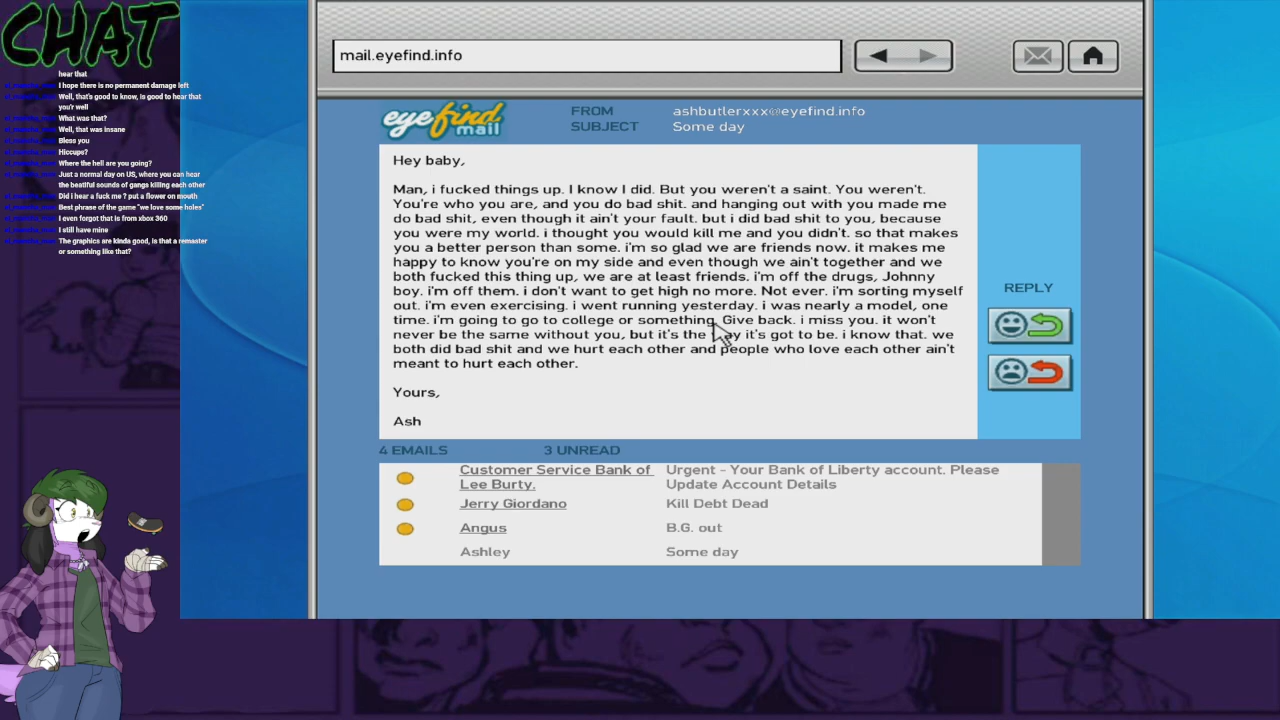 CHAT
hear that
I hope there is no permanent damage left
Well, that's good to know, is good to hear that
you'r well
What was that?
Well, that was insane
Bless you
Hiccups?
Where the hell are you going?
Just a normal day on US, where you can hear
the beatiful sounds of gangs killing each other
Did i hear a fuck me ? put a flower on mouth
Best phrase of the game "we love some holes"
I even forgot that is from xbox 360
I still have mine
The graphics are kinda good, is that a remaster
or something like that?
mail.eyefind.info
eyefind
mail
FROM ashbutlerxxx@eyefind.info
SUBJECT Some day
Hey baby,
Man, i fucked things up. I know I did. But you weren't a saint. You weren't.
You're who you are, and you do bad shit. and hanging out with you made me
do bad shit, even though it ain't your fault. but i did bad shit to you, because
you were my world. i thought you would kill me and you didn't. so that makes
you a better person than some. i'm so glad we are friends now. it makes me
happy to know you're on my side and even though we ain't together and we
both fucked this thing up, we are at least friends. i'm off the drugs, Johnny
boy. i'm off them. i don't want to get high no more. Not ever. i'm sorting myself
out. i'm even exercising. i went running yesterday. i was nearly a model, one
time. i'm going to go to college or something. Give back. i miss you. it won't
never be the same without you, but it's the way it's got to be. i know that. we
both did bad shit and we hurt each other and people who love each other ain't
meant to hurt each other.
Yours,
Ash
REPLY
4 EMAILS 3 UNREAD
Customer Service Bank of Urgent - Your Bank of Liberty account. Please
Lee Burty. Update Account Details
Jerry Giordano Kill Debt Dead
Angus B.G. out
Ashley Some day